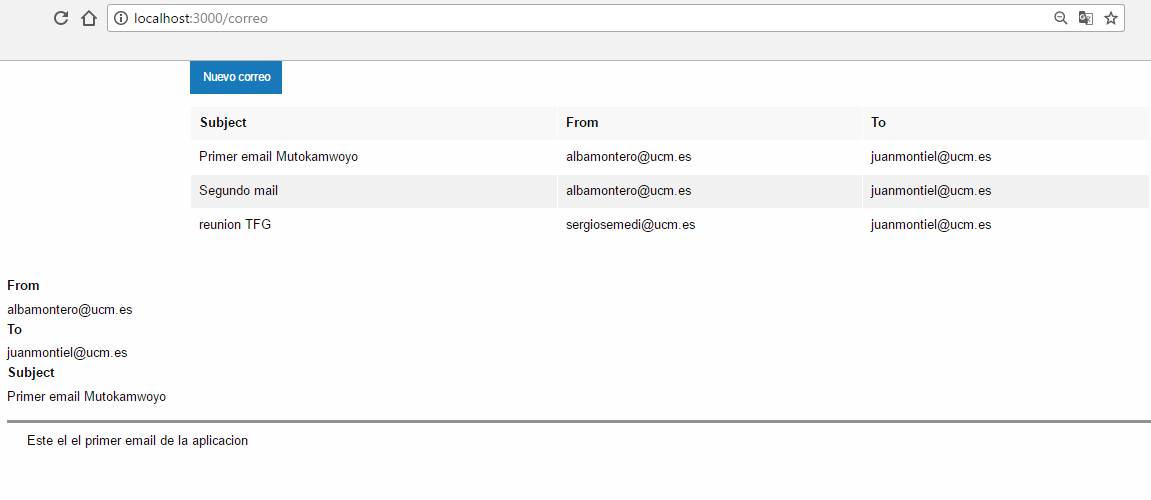 localhost:3000/correo
Nuevo correo
Subject From To
Primer email Mutokamwoyo albamontero@ucm.es juanmontiel@ucm.es
Segundo mail albamontero@ucm.es juanmontiel@ucm.es
reunion TFG sergiosemedi@ucm.es juanmontiel@ucm.es
From
albamontero@ucm.es
To
juanmontiel@ucm.es
Subject
Primer email Mutokamwoyo
Este el el primer email de la aplicacion